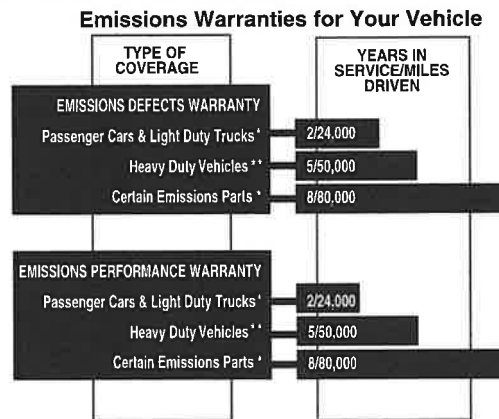 Emissions Warranties for Your Vehicle
TYPE OF
COVERAGE
YEARS IN
SERVICE/MILES
DRIVEN
EMISSIONS DEFECTS WARRANTY
Passenger Cars & Light Duty Trucks * 2/24,000
Heavy Duty Vehicles ** 5/50,000
Certain Emissions Parts * 8/80,000
EMISSIONS PERFORMANCE WARRANTY
Passenger Cars & Light Duty Trucks * 2/24,000
Heavy Duty Vehicles ** 5/50,000
Certain Emissions Parts * 8/80,000